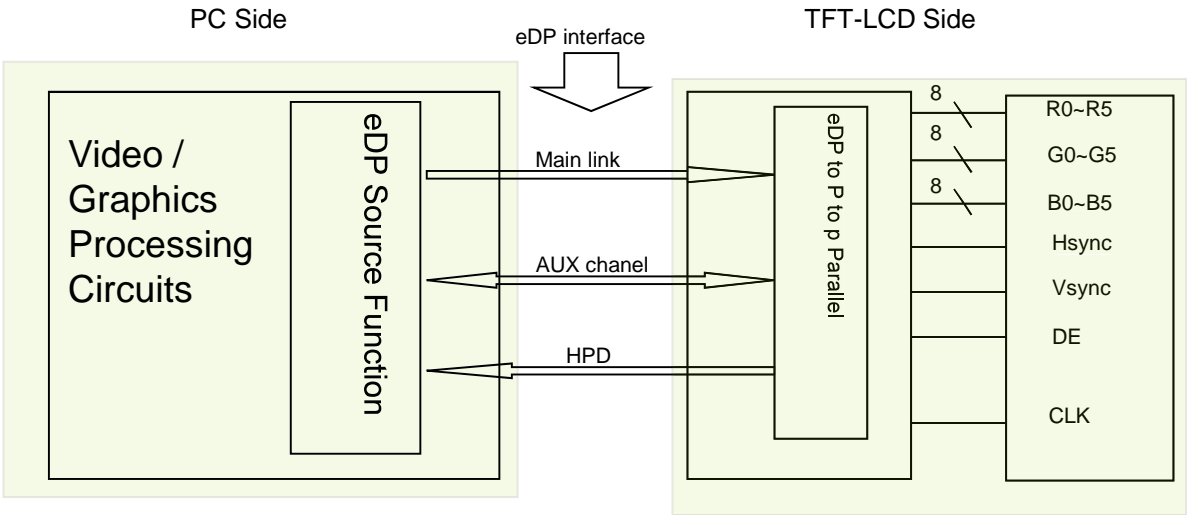 PC Side
TFT-LCD Side
eDP interface
Video /
Graphics
Processing
Circuits
eDP Source Function
Main link
AUX chanel
HPD
eDP to P to p Parallel
8
R0~R5
8
G0~G5
8
B0~B5
Hsync
Vsync
DE
CLK